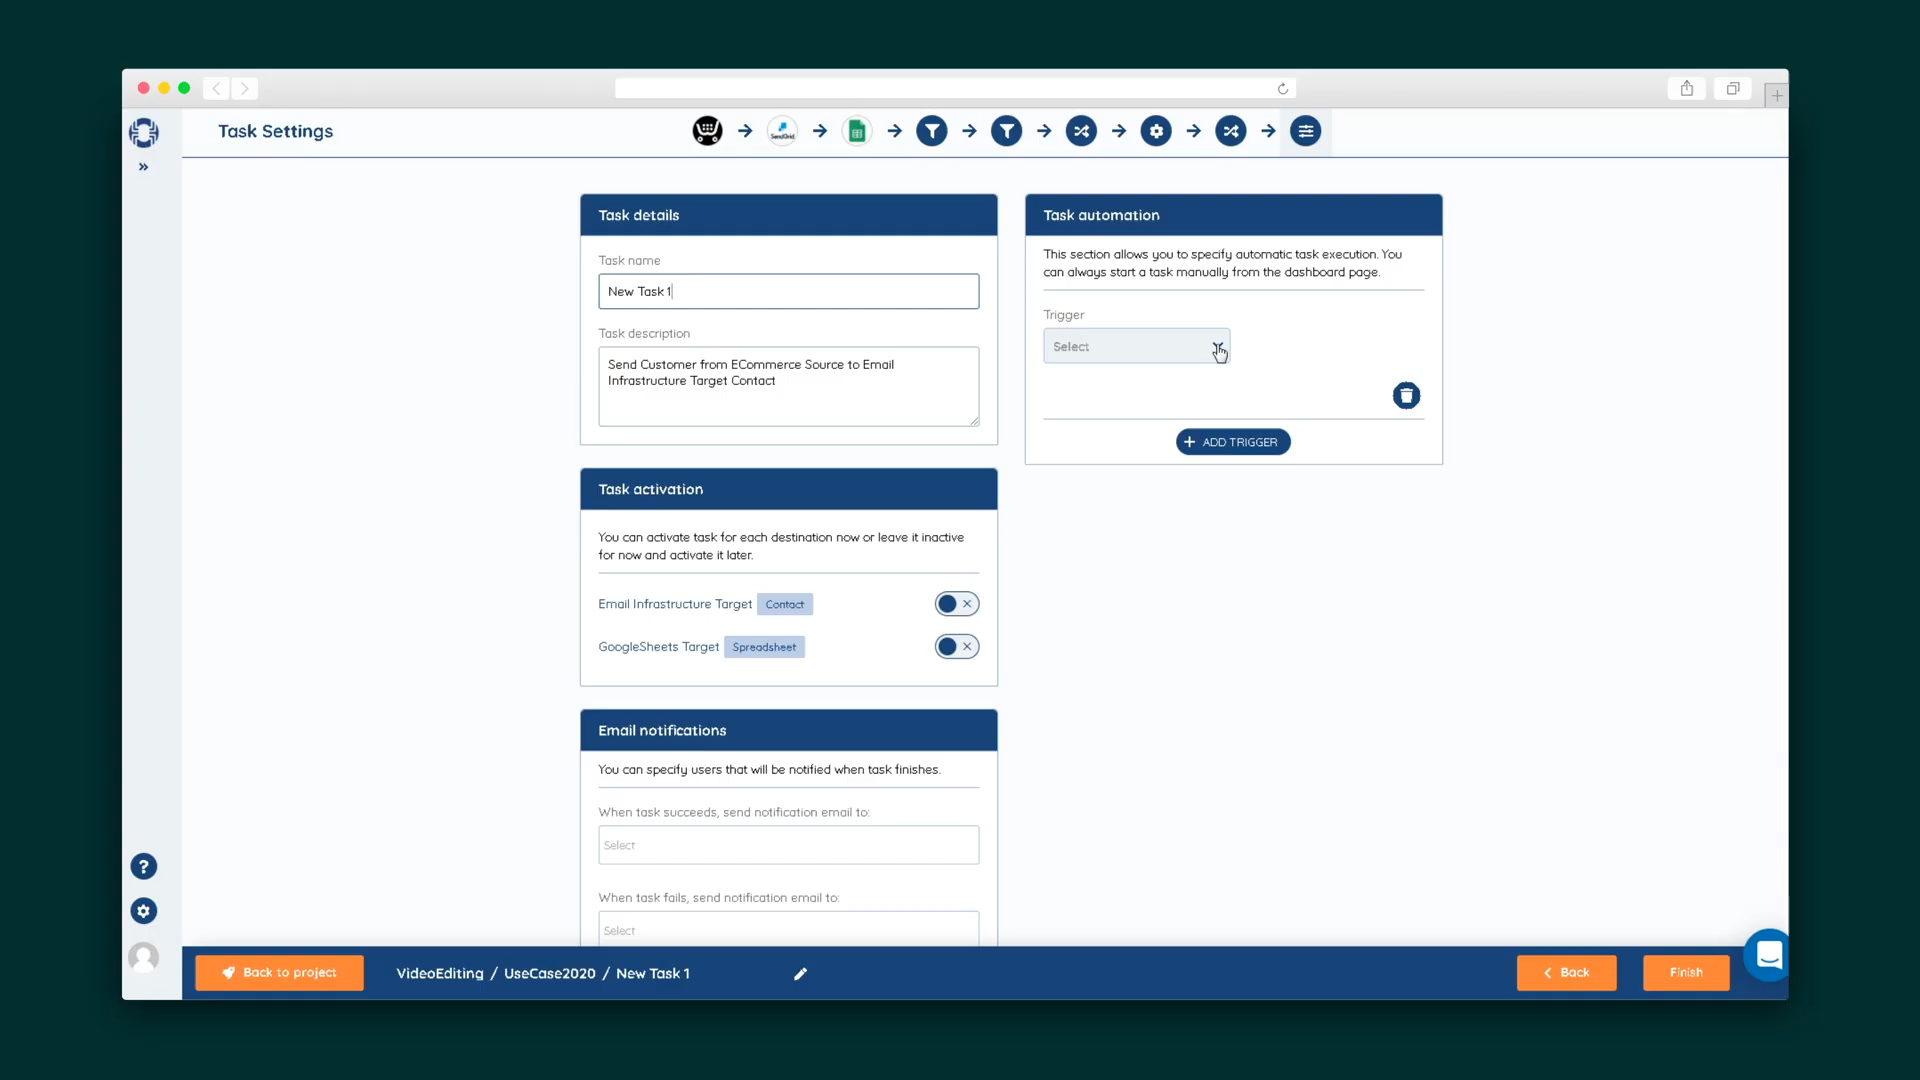 Task Settings
SendGrid
Task details
Task name
New Task 1
Task description
Send Customer from ECommerce Source to Email
Infrastructure Target Contact
Task activation
You can activate task for each destination now or leave it inactive
for now and activate it later.
Email Infrastructure Target Contact
GoogleSheets Target Spreadsheet
Email notifications
You can specify users that will be notified when task finishes.
When task succeeds, send notification email to:
Select
When task fails, send notification email to:
Select
Task automation
This section allows you to specify automatic task execution. You
can always start a task manually from the dashboard page.
Trigger
Select
+ ADD TRIGGER
Back to project
VideoEditing / UseCase2020 / New Task 1
Back
Finish